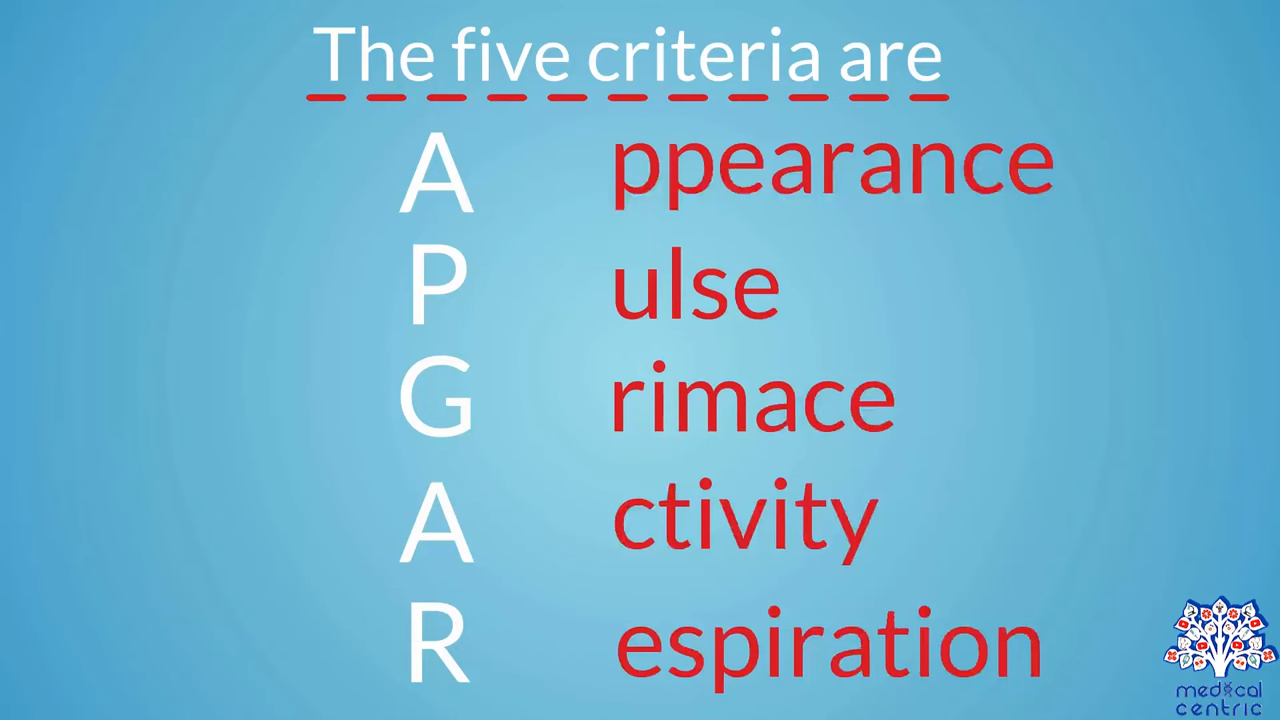 The five criteria are
A ppearance
P ulse
G rimace
A ctivity
R espiration
medical
centric